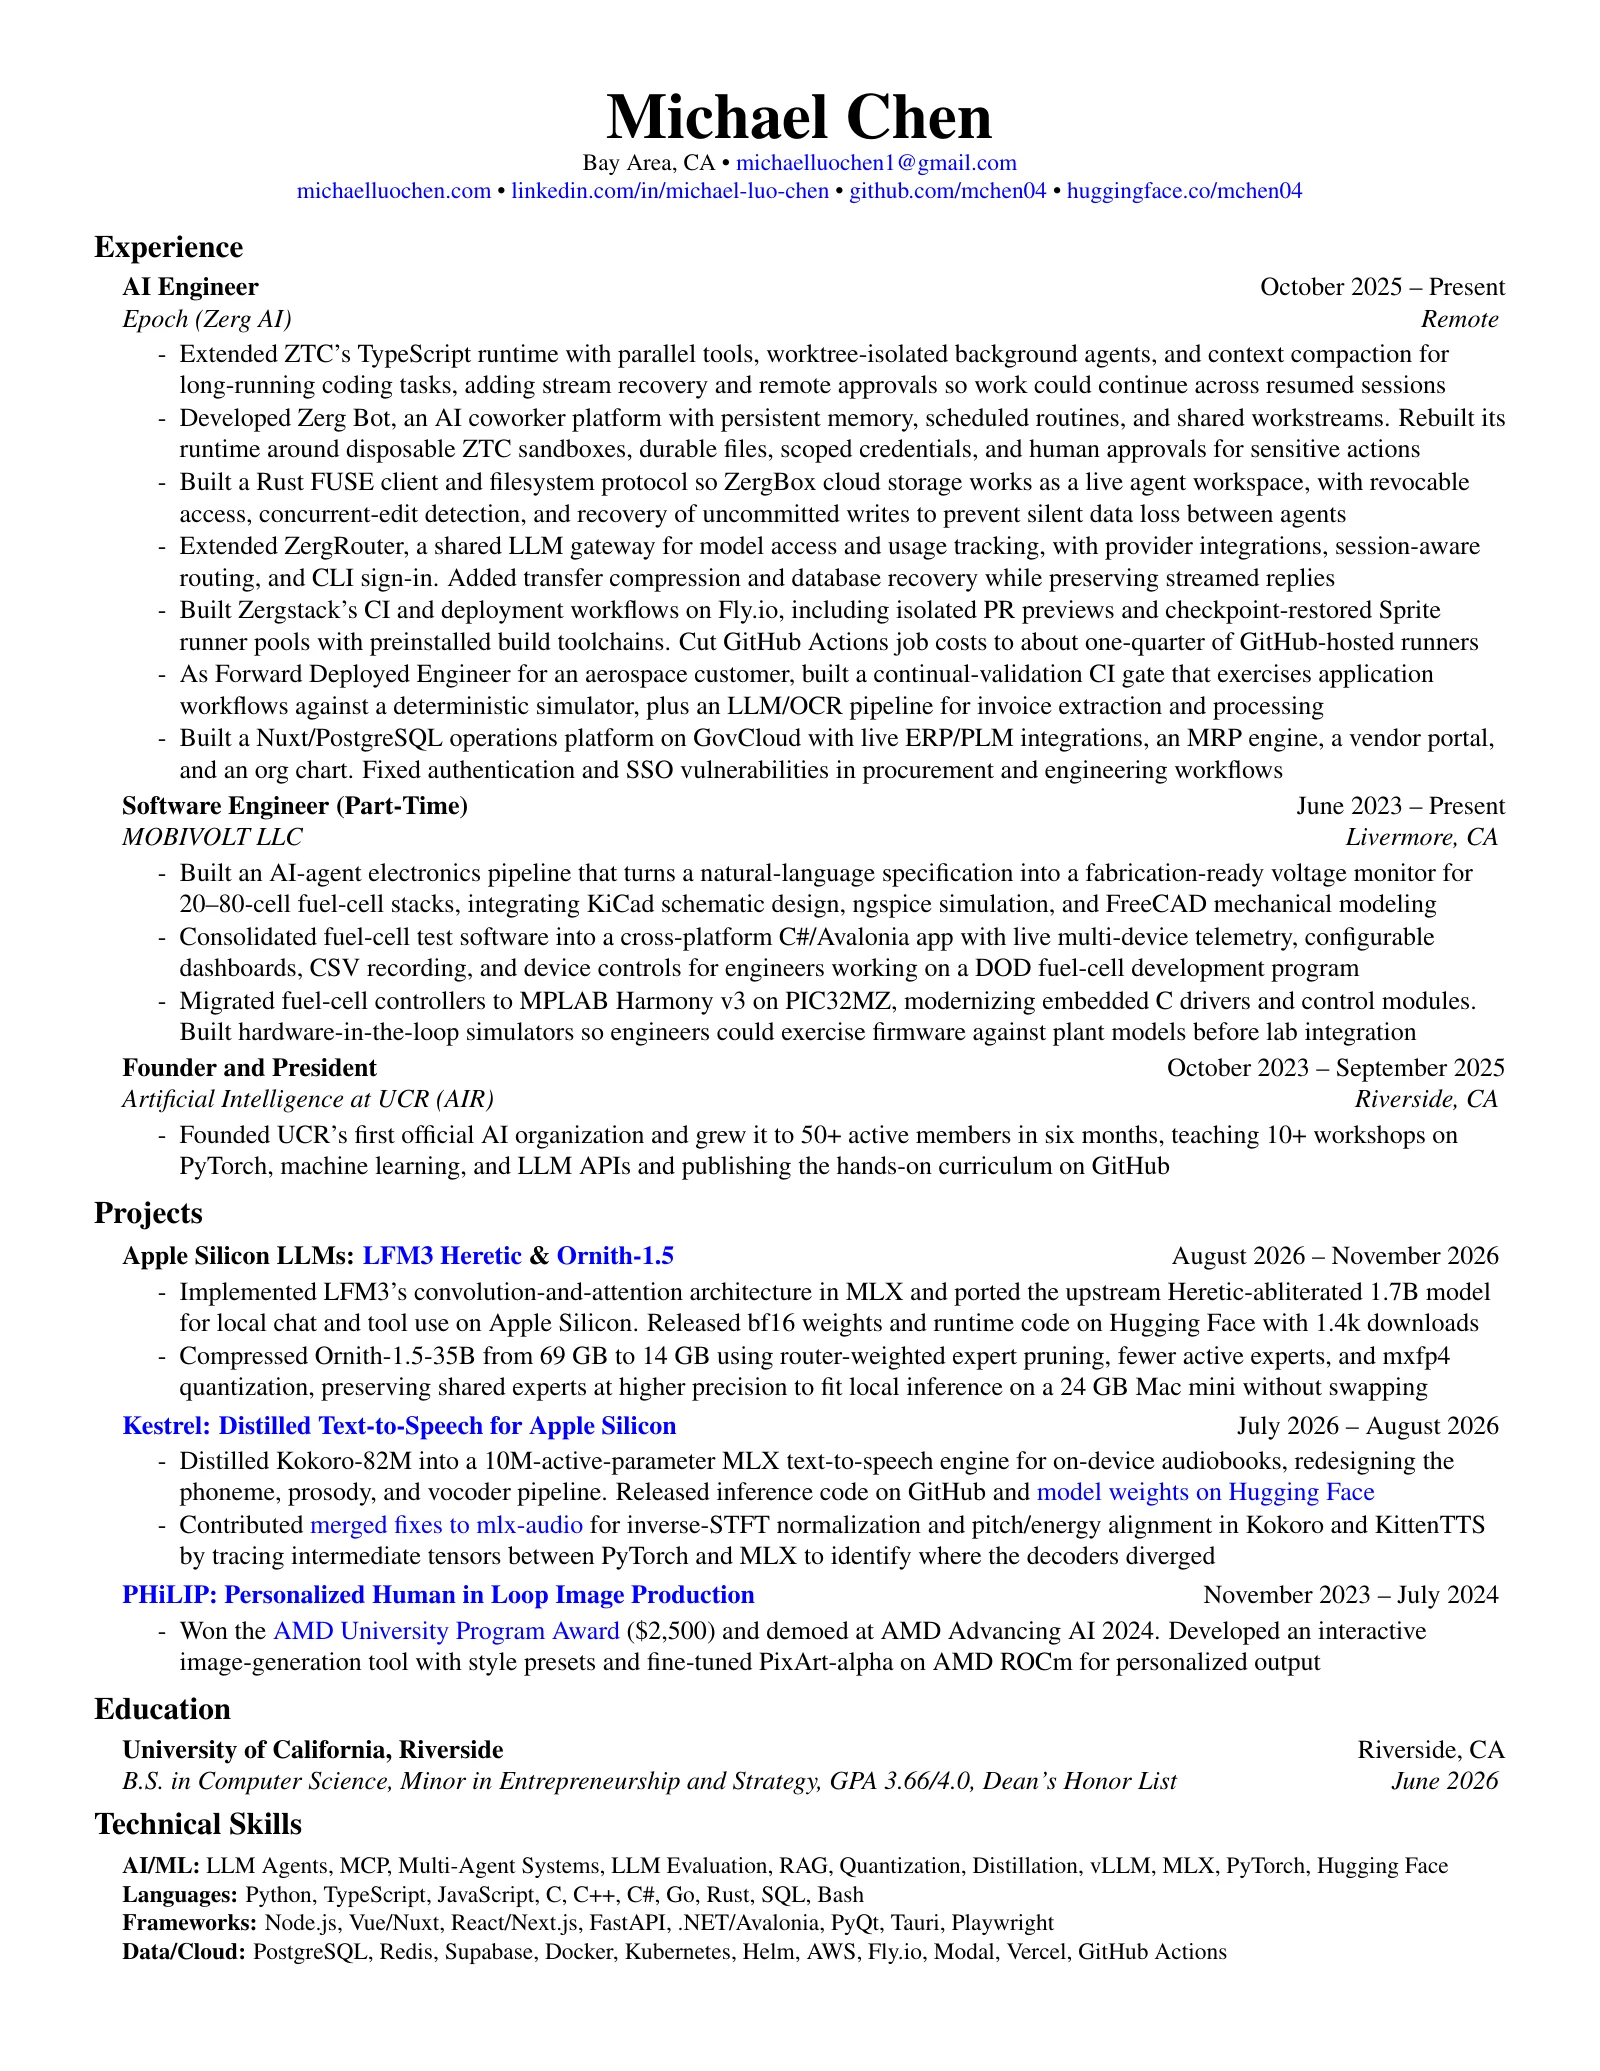 Michael Chen
Bay Area, CA • michaelluochen1@gmail.com
michaelluochen.com • linkedin.com/in/michael-luo-chen • github.com/mchen04 • huggingface.co/mchen04
Experience
AI Engineer October 2025 – Present
Epoch (Zerg AI) Remote
- Extended ZTC's TypeScript runtime with parallel tools, worktree-isolated background agents, and context compaction for
long-running coding tasks, adding stream recovery and remote approvals so work could continue across resumed sessions
- Developed Zerg Bot, an AI coworker platform with persistent memory, scheduled routines, and shared workstreams. Rebuilt its
runtime around disposable ZTC sandboxes, durable files, scoped credentials, and human approvals for sensitive actions
- Built a Rust FUSE client and filesystem protocol so ZergBox cloud storage works as a live agent workspace, with revocable
access, concurrent-edit detection, and recovery of uncommitted writes to prevent silent data loss between agents
- Extended ZergRouter, a shared LLM gateway for model access and usage tracking, with provider integrations, session-aware
routing, and CLI sign-in. Added transfer compression and database recovery while preserving streamed replies
- Built Zergstack's CI and deployment workflows on Fly.io, including isolated PR previews and checkpoint-restored Sprite
runner pools with preinstalled build toolchains. Cut GitHub Actions job costs to about one-quarter of GitHub-hosted runners
- As Forward Deployed Engineer for an aerospace customer, built a continual-validation CI gate that exercises application
workflows against a deterministic simulator, plus an LLM/OCR pipeline for invoice extraction and processing
- Built a Nuxt/PostgreSQL operations platform on GovCloud with live ERP/PLM integrations, an MRP engine, a vendor portal,
and an org chart. Fixed authentication and SSO vulnerabilities in procurement and engineering workflows
Software Engineer (Part-Time) June 2023 – Present
MOBIVOLT LLC Livermore, CA
- Built an AI-agent electronics pipeline that turns a natural-language specification into a fabrication-ready voltage monitor for
20–80-cell fuel-cell stacks, integrating KiCad schematic design, ngspice simulation, and FreeCAD mechanical modeling
- Consolidated fuel-cell test software into a cross-platform C#/Avalonia app with live multi-device telemetry, configurable
dashboards, CSV recording, and device controls for engineers working on a DOD fuel-cell development program
- Migrated fuel-cell controllers to MPLAB Harmony v3 on PIC32MZ, modernizing embedded C drivers and control modules.
Built hardware-in-the-loop simulators so engineers could exercise firmware against plant models before lab integration
Founder and President October 2023 – September 2025
Artificial Intelligence at UCR (AIR) Riverside, CA
- Founded UCR's first official AI organization and grew it to 50+ active members in six months, teaching 10+ workshops on
PyTorch, machine learning, and LLM APIs and publishing the hands-on curriculum on GitHub
Projects
Apple Silicon LLMs: LFM3 Heretic & Ornith-1.5 August 2026 – November 2026
- Implemented LFM3's convolution-and-attention architecture in MLX and ported the upstream Heretic-abliterated 1.7B model
for local chat and tool use on Apple Silicon. Released bf16 weights and runtime code on Hugging Face with 1.4k downloads
- Compressed Ornith-1.5-35B from 69 GB to 14 GB using router-weighted expert pruning, fewer active experts, and mxfp4
quantization, preserving shared experts at higher precision to fit local inference on a 24 GB Mac mini without swapping
Kestrel: Distilled Text-to-Speech for Apple Silicon July 2026 – August 2026
- Distilled Kokoro-82M into a 10M-active-parameter MLX text-to-speech engine for on-device audiobooks, redesigning the
phoneme, prosody, and vocoder pipeline. Released inference code on GitHub and model weights on Hugging Face
- Contributed merged fixes to mlx-audio for inverse-STFT normalization and pitch/energy alignment in Kokoro and KittenTTS
by tracing intermediate tensors between PyTorch and MLX to identify where the decoders diverged
PHiLIP: Personalized Human in Loop Image Production November 2023 – July 2024
- Won the AMD University Program Award ($2,500) and demoed at AMD Advancing AI 2024. Developed an interactive
image-generation tool with style presets and fine-tuned PixArt-alpha on AMD ROCm for personalized output
Education
University of California, Riverside Riverside, CA
B.S. in Computer Science, Minor in Entrepreneurship and Strategy, GPA 3.66/4.0, Dean's Honor List June 2026
Technical Skills
AI/ML: LLM Agents, MCP, Multi-Agent Systems, LLM Evaluation, RAG, Quantization, Distillation, vLLM, MLX, PyTorch, Hugging Face
Languages: Python, TypeScript, JavaScript, C, C++, C#, Go, Rust, SQL, Bash
Frameworks: Node.js, Vue/Nuxt, React/Next.js, FastAPI, .NET/Avalonia, PyQt, Tauri, Playwright
Data/Cloud: PostgreSQL, Redis, Supabase, Docker, Kubernetes, Helm, AWS, Fly.io, Modal, Vercel, GitHub Actions